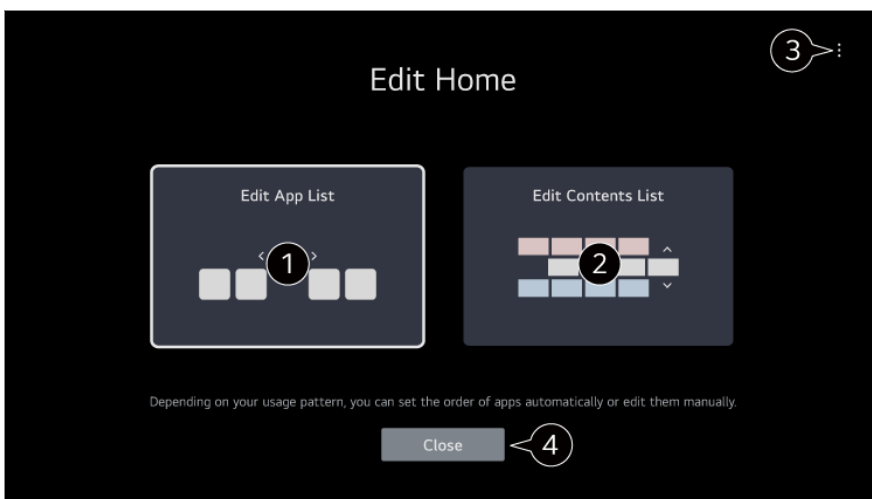 3
Edit Home
Edit App List
Edit Contents List
1
2
Depending on your usage pattern, you can set the order of apps automatically or edit them manually.
Close
4